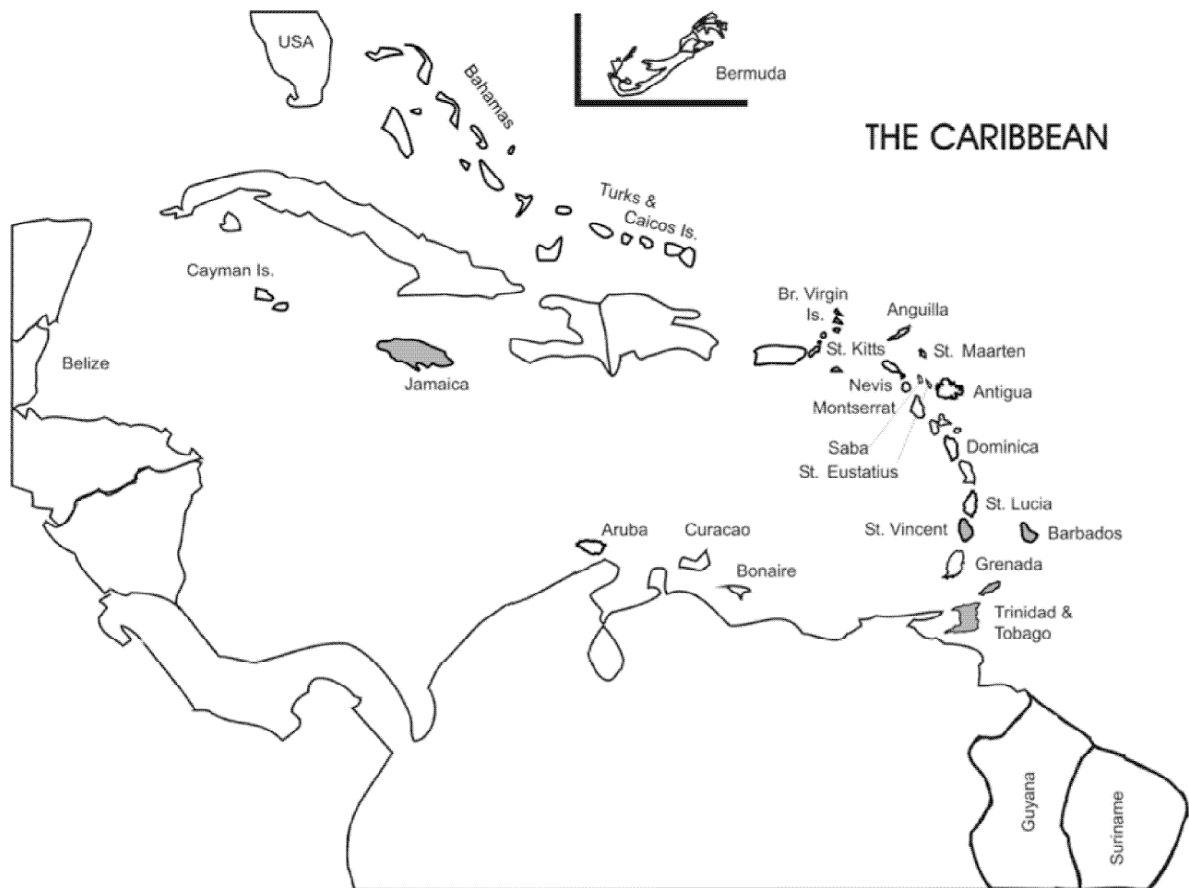 USA
Bermuda
Bahamas
THE CARIBBEAN
Turks &
Caicos Is.
Cayman Is.
Br. Virgin
Is.
Anguilla
St. Kitts
St. Maarten
Belize
Jamaica
Nevis
Antigua
Montserrat
Saba
Dominica
St. Eustatius
St. Lucia
Aruba
Curacao
St. Vincent
Barbados
Bonaire
Grenada
Trinidad &
Tobago
Guyana
Suriname